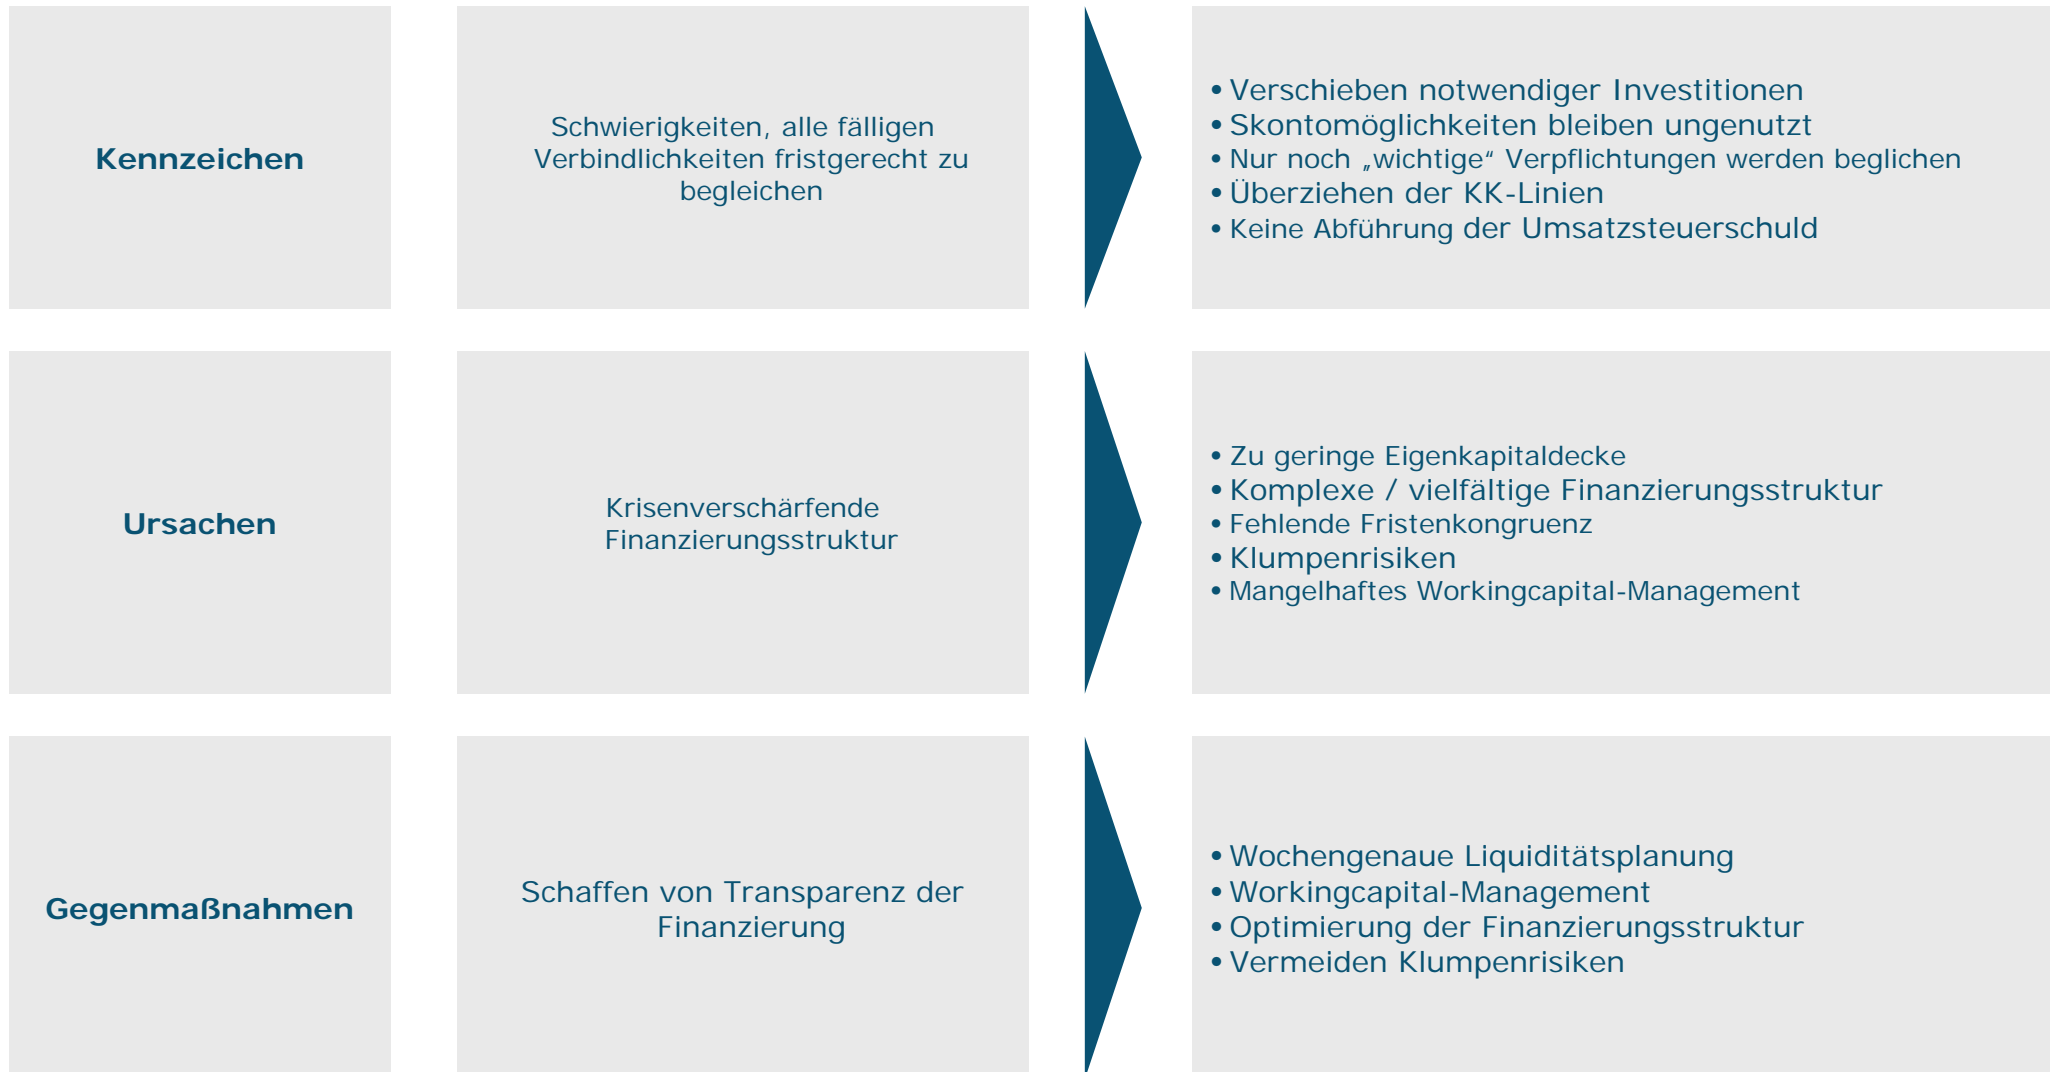 Kennzeichen
Schwierigkeiten, alle fälligen
Verbindlichkeiten fristgerecht zu
begleichen
• Verschieben notwendiger Investitionen
• Skontomöglichkeiten bleiben ungenutzt
• Nur noch „wichtige“ Verpflichtungen werden beglichen
• Überziehen der KK-Linien
• Keine Abführung der Umsatzsteuerschuld
Ursachen
Krisenverschärfende
Finanzierungsstruktur
• Zu geringe Eigenkapitaldecke
• Komplexe / vielfältige Finanzierungsstruktur
• Fehlende Fristenkongruenz
• Klumpenrisiken
• Mangelhaftes Workingcapital-Management
Gegenmaßnahmen
Schaffen von Transparenz der
Finanzierung
• Wochengenaue Liquiditätsplanung
• Workingcapital-Management
• Optimierung der Finanzierungsstruktur
• Vermeiden Klumpenrisiken